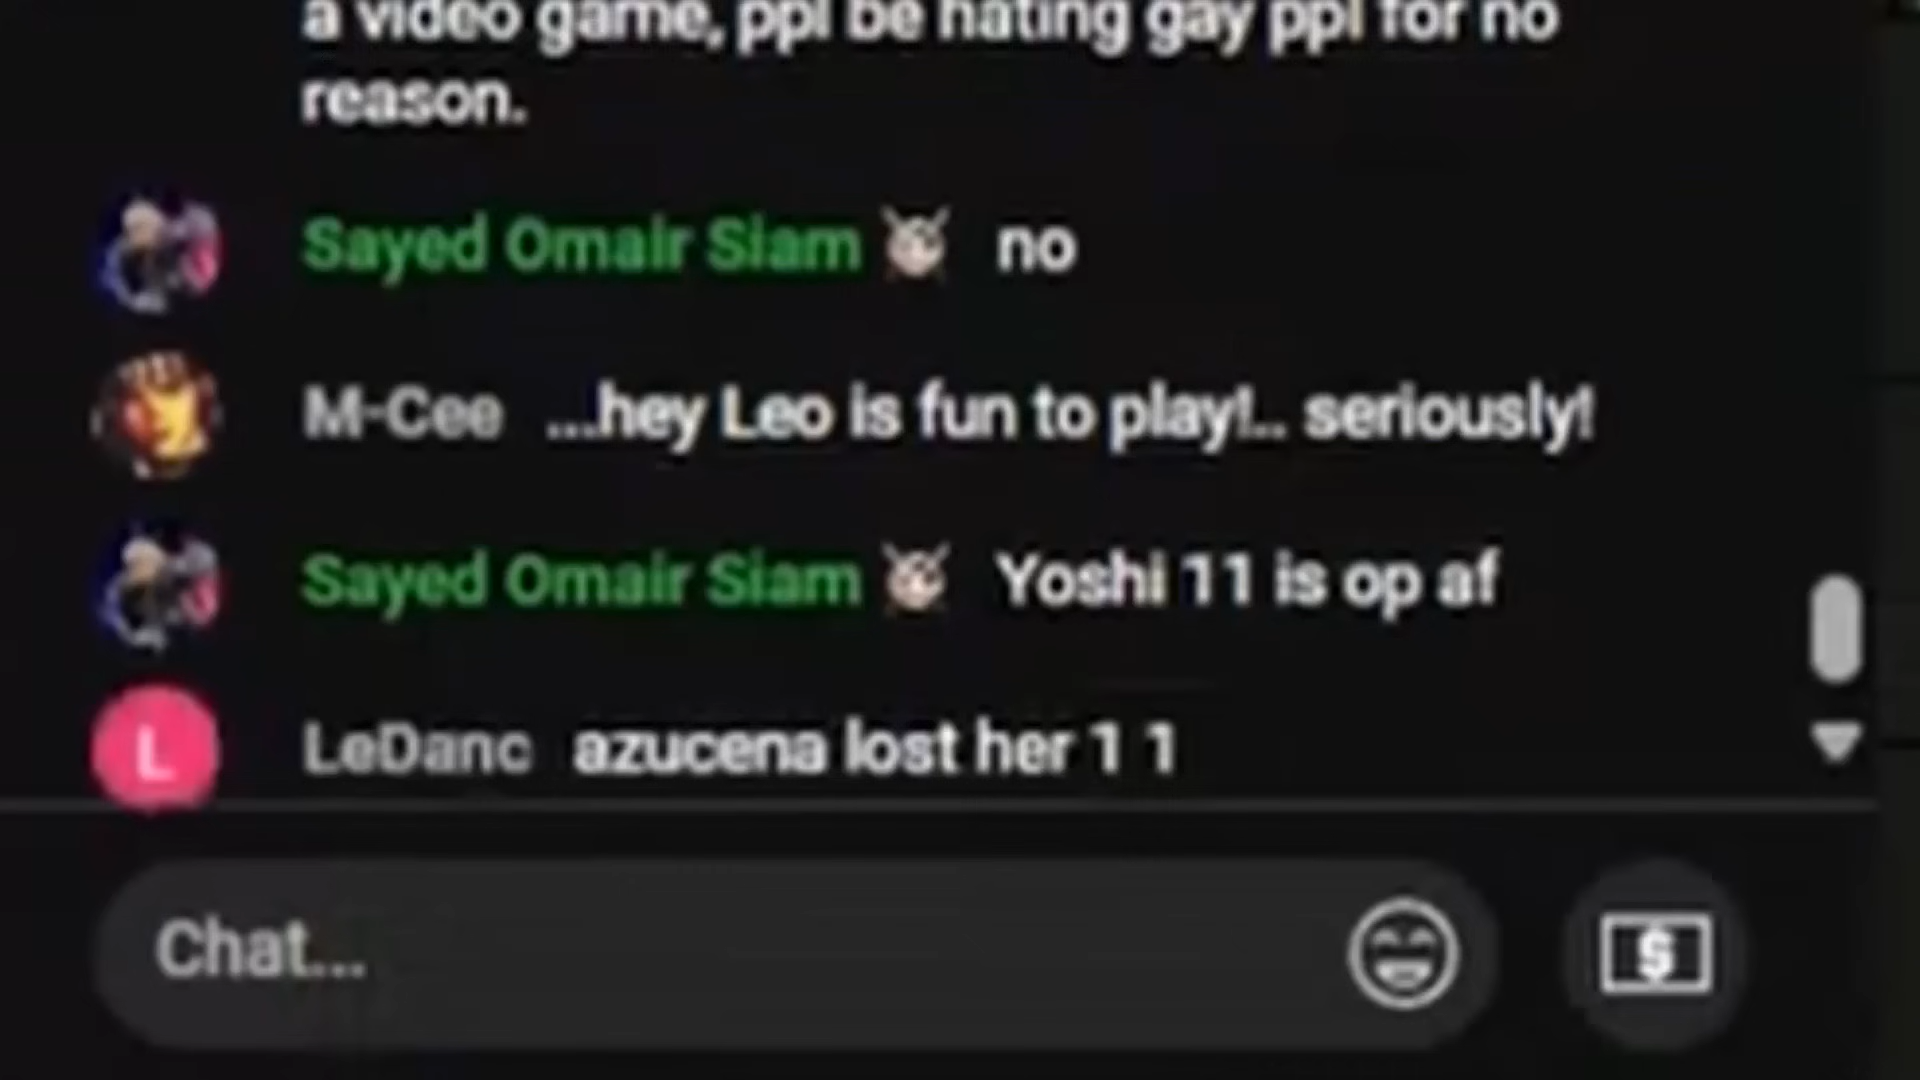 a video game, ppl be hating gay ppl for no
reason.
Sayed Omair Siam no
M-Cee ...hey Leo is fun to play!.. seriously!
Sayed Omair Siam Yoshi 11 is op af
L LeDanc azucena lost her 1 1
Chat...
$